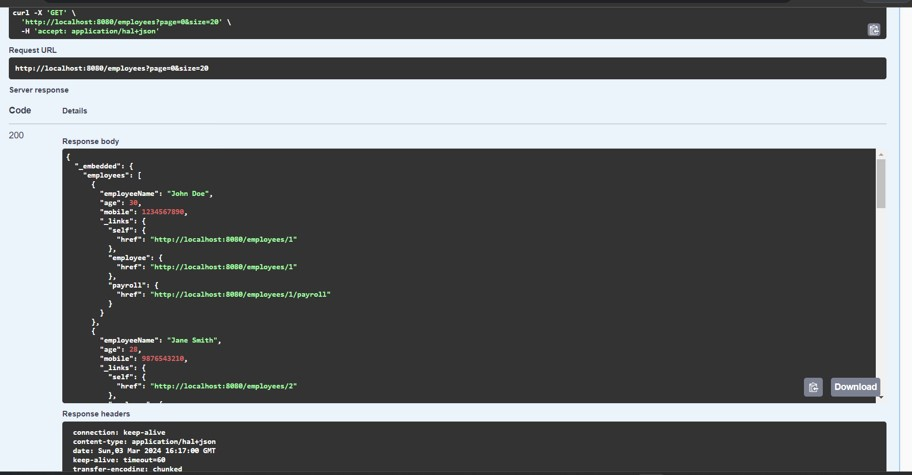 curl -X 'GET' \
'http://localhost:8080/employees?page=0&size=20' \
-H 'accept: application/hal+json'
Request URL
http://localhost:8080/employees?page=0&size=20
Server response
Code Details
200
Response body
{
"_embedded": {
"employees": [
{
"employeeName": "John Doe",
"age": 30,
"mobile": 1234567890,
"_links": {
"self": {
"href": "http://localhost:8080/employees/1"
},
"employee": {
"href": "http://localhost:8080/employees/1"
},
"payroll": {
"href": "http://localhost:8080/employees/1/payroll"
}
}
},
{
"employeeName": "Jane Smith",
"age": 28,
"mobile": 9876543210,
"_links": {
"self": {
"href": "http://localhost:8080/employees/2"
},
Download
Response headers
connection: keep-alive
content-type: application/hal+json
date: Sun,03 Mar 2024 16:17:00 GMT
keep-alive: timeout=60
transfer-encoding: chunked